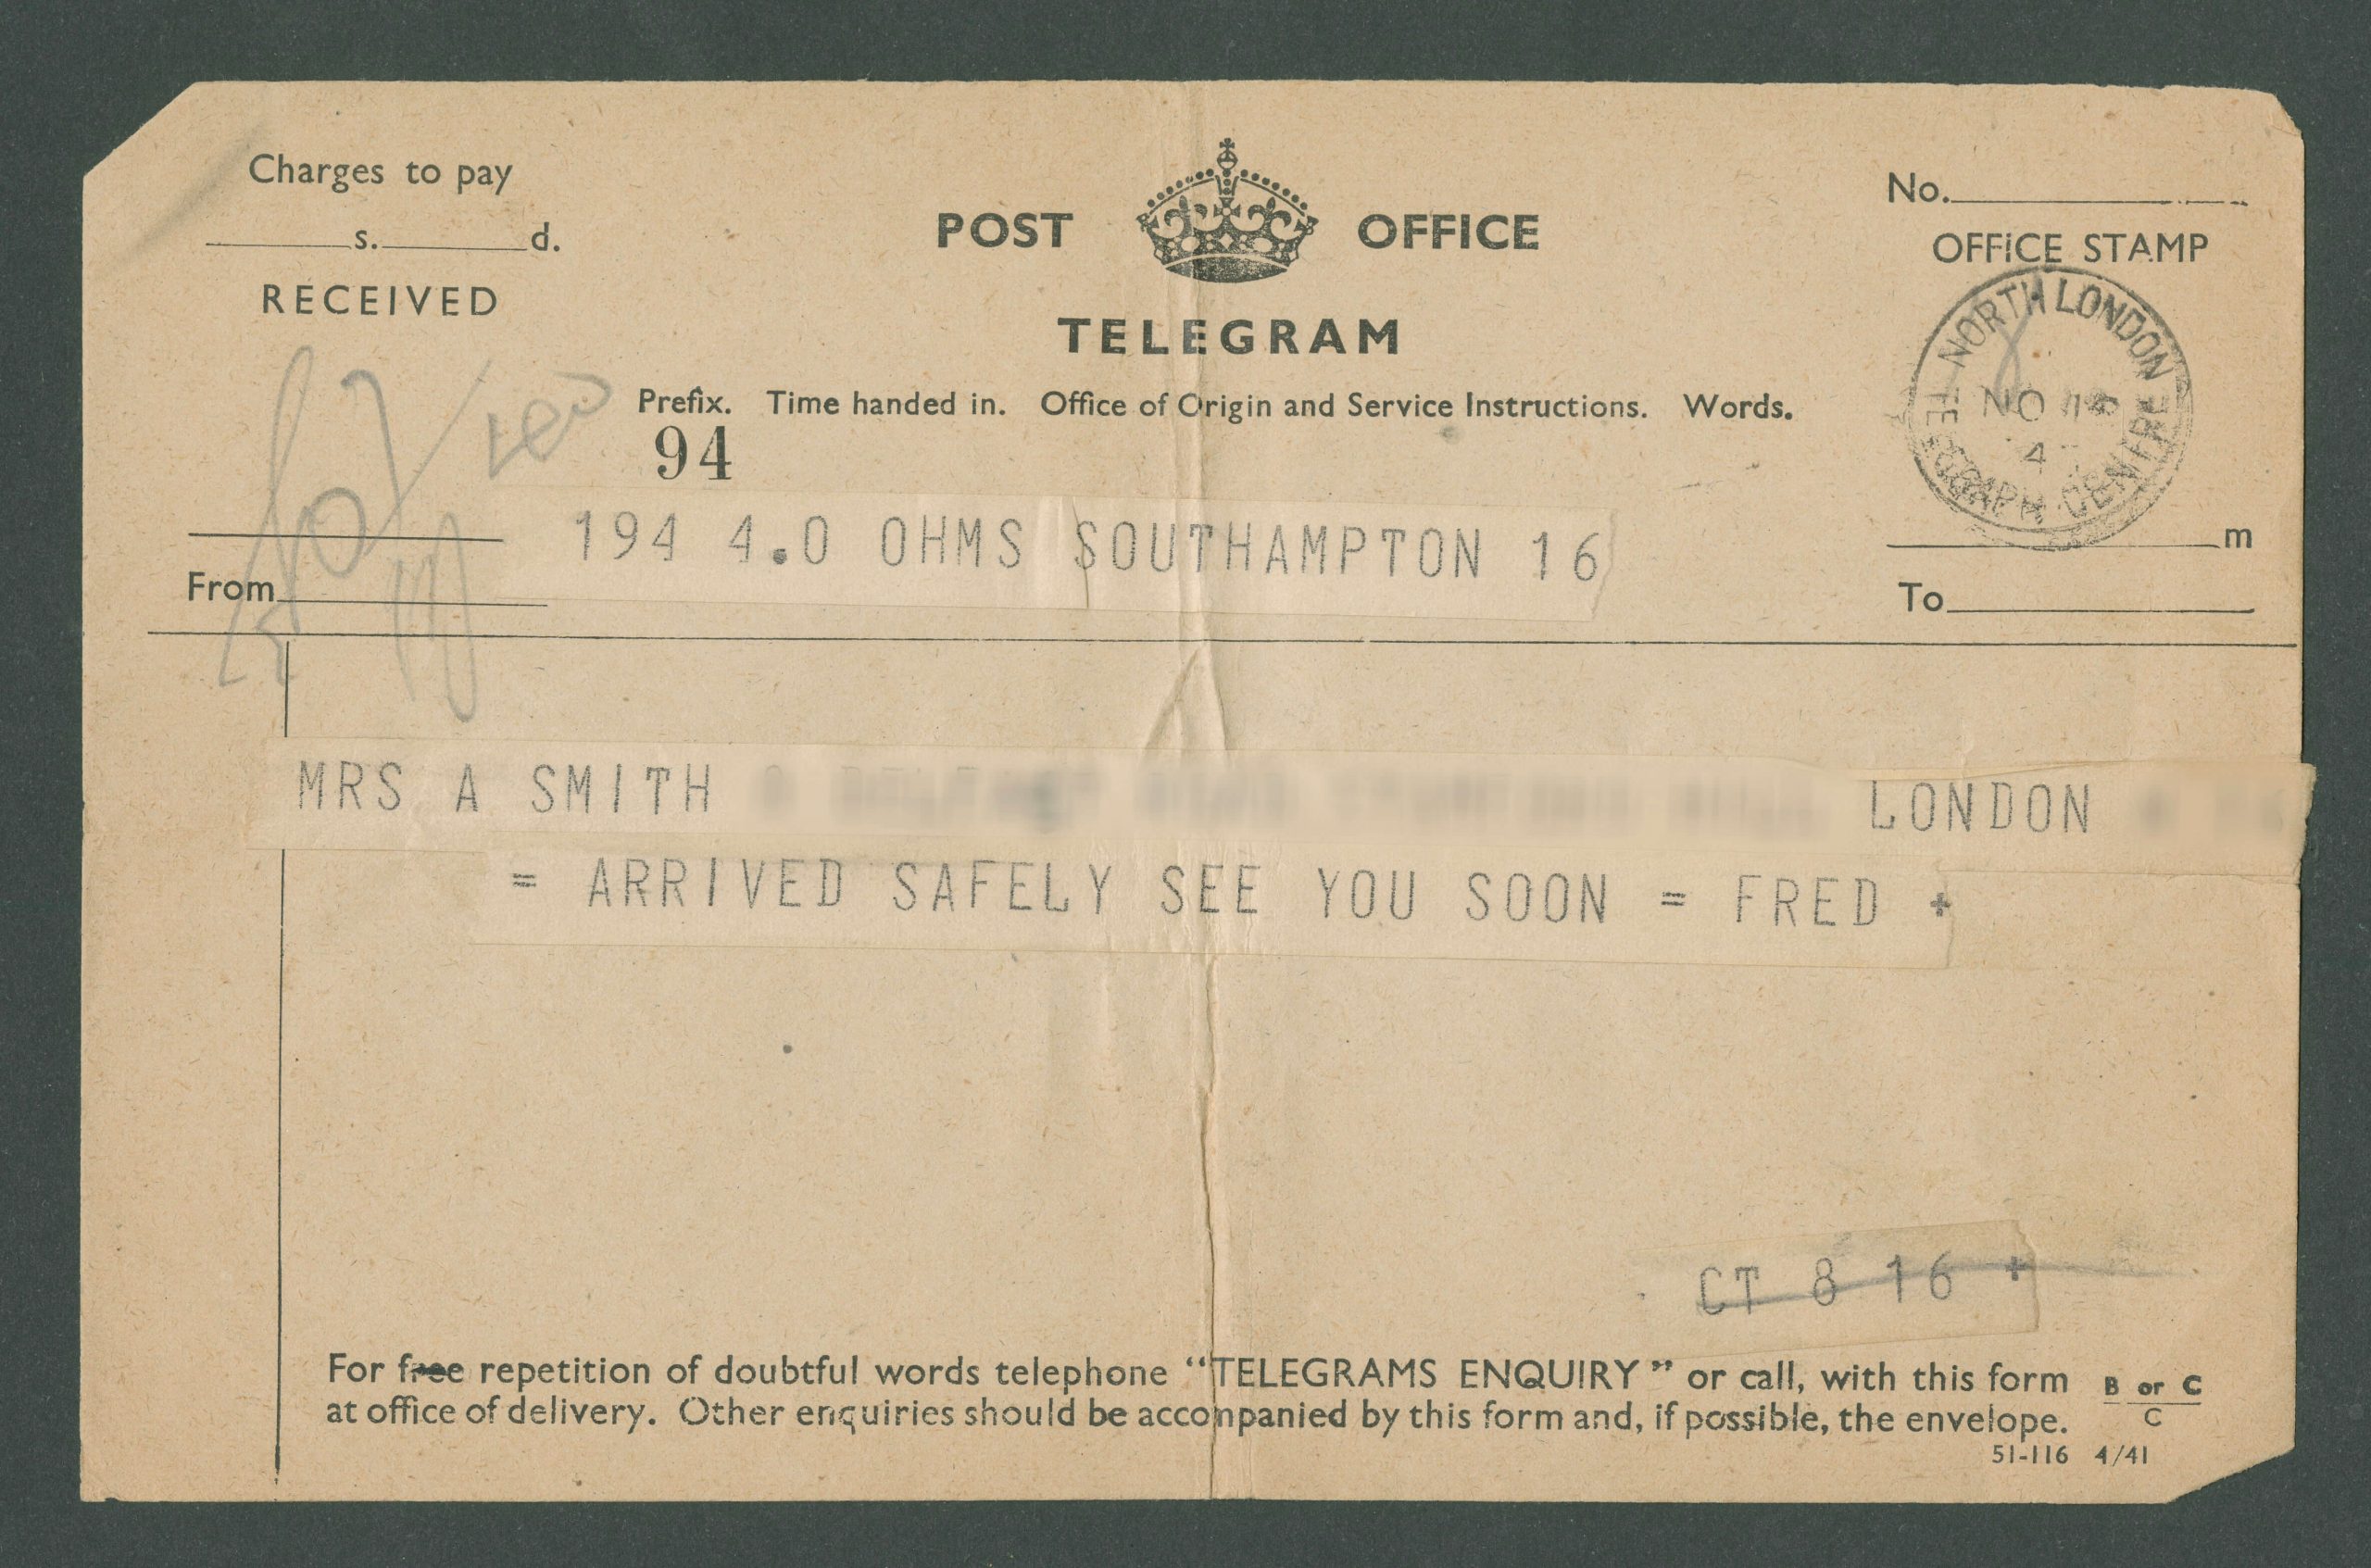 Charges to pay
s. d.
RECEIVED
POST OFFICE
TELEGRAM
No.
OFFICE STAMP
NORTH LONDON
TELEGRAPH CENTRE
NO
4
Prefix. Time handed in. Office of Origin and Service Instructions. Words.
94
194 4.0 OHMS SOUTHAMPTON 16
m
From
To
MRS A SMITH LONDON
= ARRIVED SAFELY SEE YOU SOON = FRED +
CT 8 16 +
For free repetition of doubtful words telephone “TELEGRAMS ENQUIRY” or call, with this form
at office of delivery. Other enquiries should be accompanied by this form and, if possible, the envelope.
B or C
C
51-116 4/41